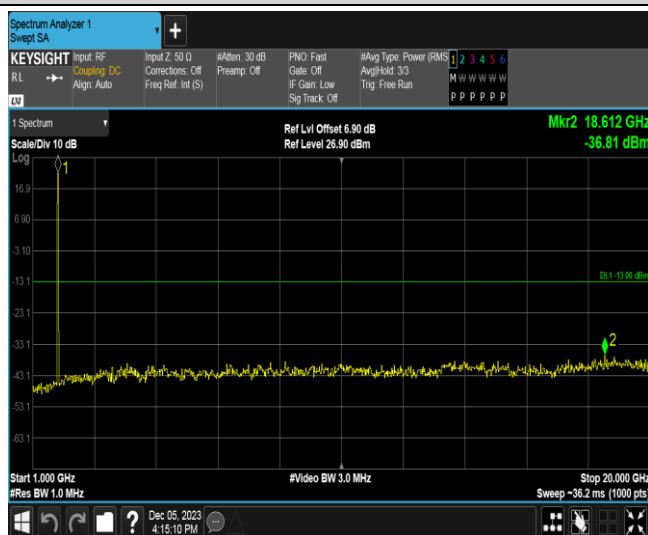 Spectrum Analyzer 1
Swept SA
+
KEYSIGHT
RL
LXI
Input: RF
Coupling: DC
Align: Auto
Input Z: 50 Ω
Corrections: Off
Freq Ref: Int (S)
#Atten: 30 dB
Preamp: Off
PNO: Fast
Gate: Off
IF Gain: Low
Sig Track: Off
#Avg Type: Power (RMS
Avg|Hold: 3/3
Trig: Free Run
1 2 3 4 5 6
M W W W W W
P P P P P P
1 Spectrum
Scale/Div 10 dB
Ref Lvl Offset 6.90 dB
Ref Level 26.90 dBm
Mkr2 18.612 GHz
-36.81 dBm
Log
1
16.9
6.90
-3.10
-13.1
DL1 -13.00 dBm
-23.1
-33.1
2
-43.1
-53.1
-63.1
Start 1.000 GHz
#Video BW 3.0 MHz
Stop 20.000 GHz
#Res BW 1.0 MHz
Sweep ~36.2 ms (1000 pts)
?
Dec 05, 2023
4:15:10 PM